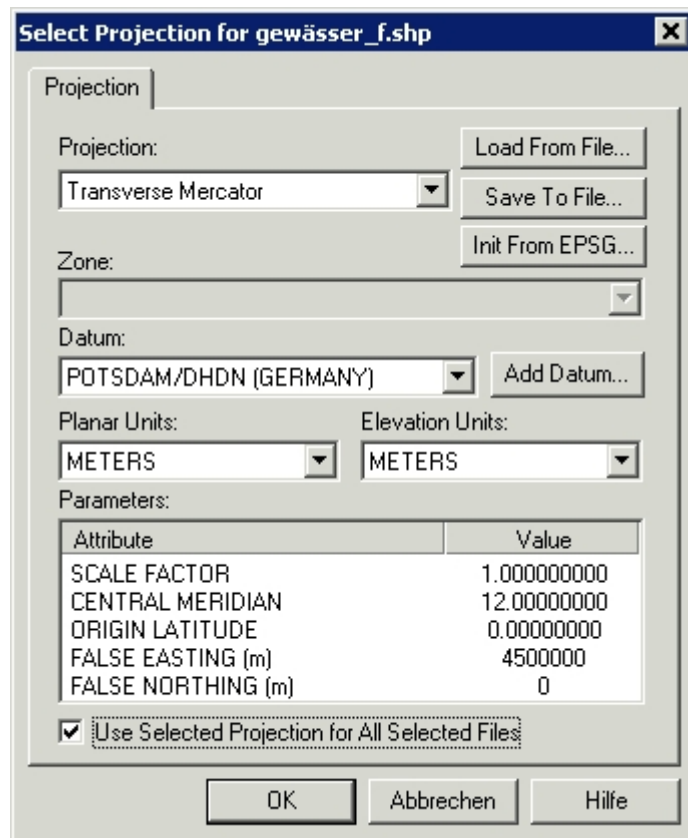 Select Projection for gewässer_f.shp
Projection
Projection:
Load From File...
Transverse Mercator
Save To File...
Init From EPSG...
Zone:
Datum:
POTSDAM/DHDN (GERMANY)
Add Datum...
Planar Units:
Elevation Units:
METERS
METERS
Parameters:
Attribute Value
SCALE FACTOR 1.000000000
CENTRAL MERIDIAN 12.00000000
ORIGIN LATITUDE 0.00000000
FALSE EASTING (m) 4500000
FALSE NORTHING (m) 0
Use Selected Projection for All Selected Files
OK
Abbrechen
Hilfe